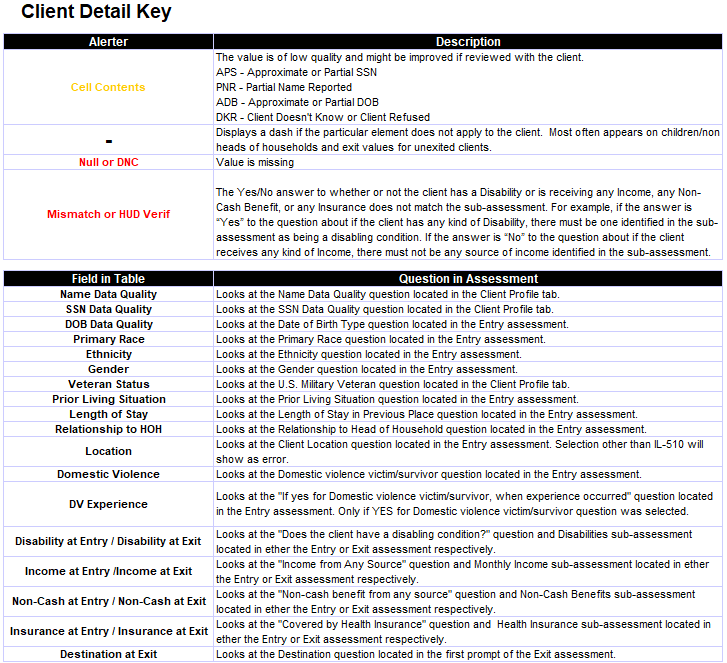 Client Detail Key
Alerter Description
Cell Contents
The value is of low quality and might be improved if reviewed with the client.
APS - Approximate or Partial SSN
PNR - Partial Name Reported
ADB - Approximate or Partial DOB
DKR - Client Doesn't Know or Client Refused
-
Displays a dash if the particular element does not apply to the client.  Most often appears on children/non
heads of households and exit values for unexited clients.
Null or DNC Value is missing
Mismatch or HUD Verif
The Yes/No answer to whether or not the client has a Disability or is receiving any Income, any Non-
Cash Benefit, or any Insurance does not match the sub-assessment. For example, if the answer is
“Yes” to the question about if the client has any kind of Disability, there must be one identified in the sub-
assessment as being a disabling condition. If the answer is “No” to the question about if the client
receives any kind of Income, there must not be any source of income identified in the sub-assessment.
Field in Table Question in Assessment
Name Data Quality Looks at the Name Data Quality question located in the Client Profile tab.
SSN Data Quality Looks at the SSN Data Quality question located in the Client Profile tab.
DOB Data Quality Looks at the Date of Birth Type question located in the Entry assessment.
Primary Race Looks at the Primary Race question located in the Entry assessment.
Ethnicity Looks at the Ethnicity question located in the Entry assessment.
Gender Looks at the Gender question located in the Entry assessment.
Veteran Status Looks at the U.S. Military Veteran question located in the Client Profile tab.
Prior Living Situation Looks at the Prior Living Situation question located in the Entry assessment.
Length of Stay Looks at the Length of Stay in Previous Place question located in the Entry assessment.
Relationship to HOH Looks at the Relationship to Head of Household question located in the Entry assessment.
Location
Looks at the Client Location question located in the Entry assessment. Selection other than IL-510 will
show as error.
Domestic Violence Looks at the Domestic violence victim/survivor question located in the Entry assessment.
DV Experience
Looks at the "If yes for Domestic violence victim/survivor, when experience occurred" question located
in the Entry assessment. Only if YES for Domestic violence victim/survivor question was selected.
Disability at Entry / Disability at Exit
Looks at the "Does the client have a disabling condition?" question and Disabilities sub-assessment
located in ether the Entry or Exit assessment respectively.
Income at Entry /Income at Exit
Looks at the "Income from Any Source" question and Monthly Income sub-assessment located in ether
the Entry or Exit assessment respectively.
Non-Cash at Entry / Non-Cash at Exit
Looks at the "Non-cash benefit from any source" question and Non-Cash Benefits sub-assessment
located in ether the Entry or Exit assessment respectively.
Insurance at Entry / Insurance at Exit
Looks at the "Covered by Health Insurance" question and  Health Insurance sub-assessment located in
ether the Entry or Exit assessment respectively.
Destination at Exit Looks at the Destination question located in the first prompt of the Exit assessment.